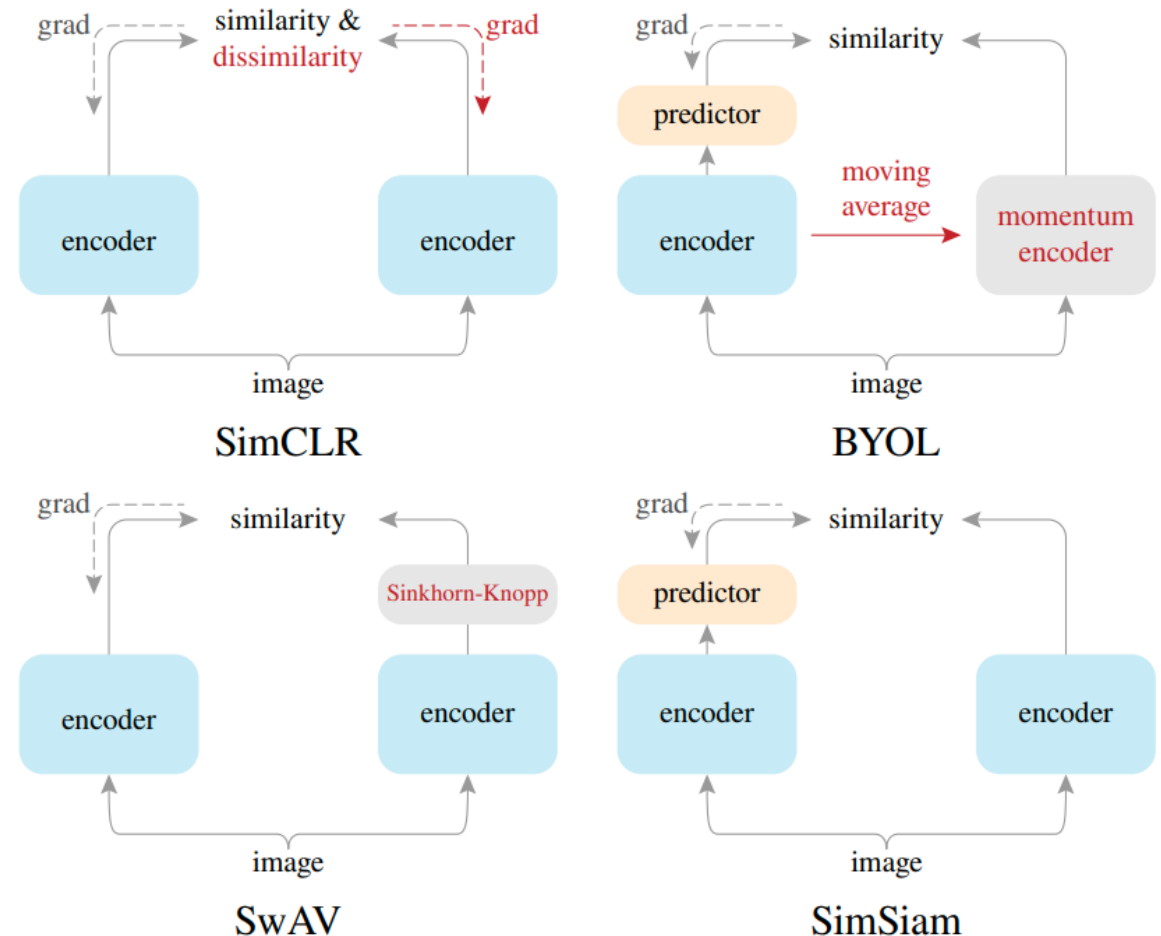 grad
similarity &
dissimilarity
grad
encoder
encoder
image
SimCLR
grad
similarity
predictor
encoder
moving
average
momentum
encoder
image
BYOL
grad
similarity
Sinkhorn-Knopp
encoder
encoder
image
SwAV
grad
similarity
predictor
encoder
encoder
image
SimSiam